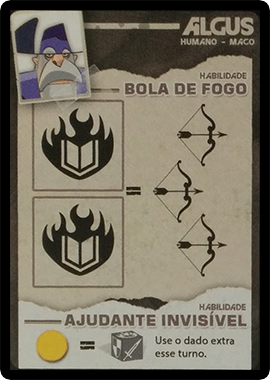 ALGUS
HUMANO - MAGO
HABILIDADE
BOLA DE FOGO
=
HABILIDADE
AJUDANTE INVISÍVEL
= Use o dado extra
esse turno.